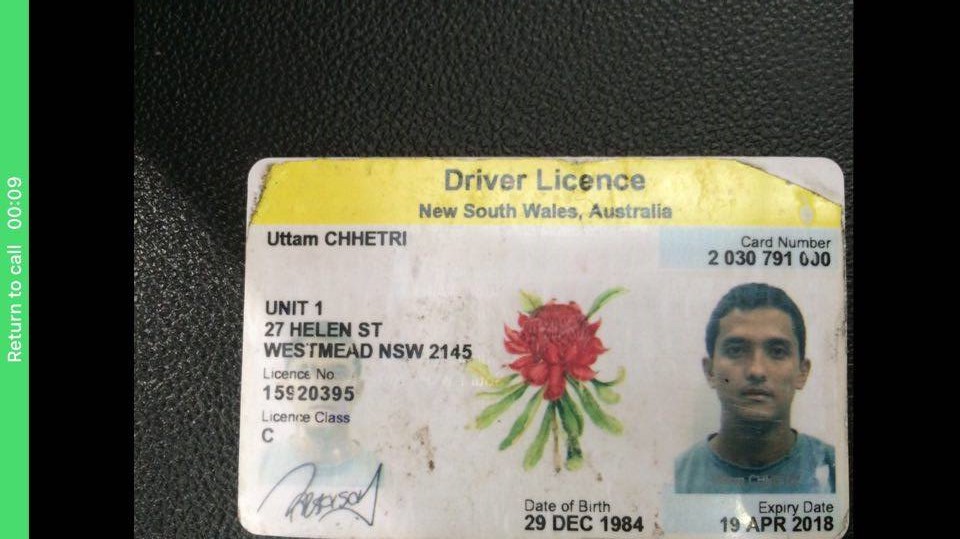 Return to call 00:09
Driver Licence
New South Wales, Australia
Uttam CHHETRI
Card Number
2 030 791 000
UNIT 1
27 HELEN ST
WESTMEAD NSW 2145
Licence No
15920395
Licence Class
C
Date of Birth
29 DEC 1984
Expiry Date
19 APR 2018